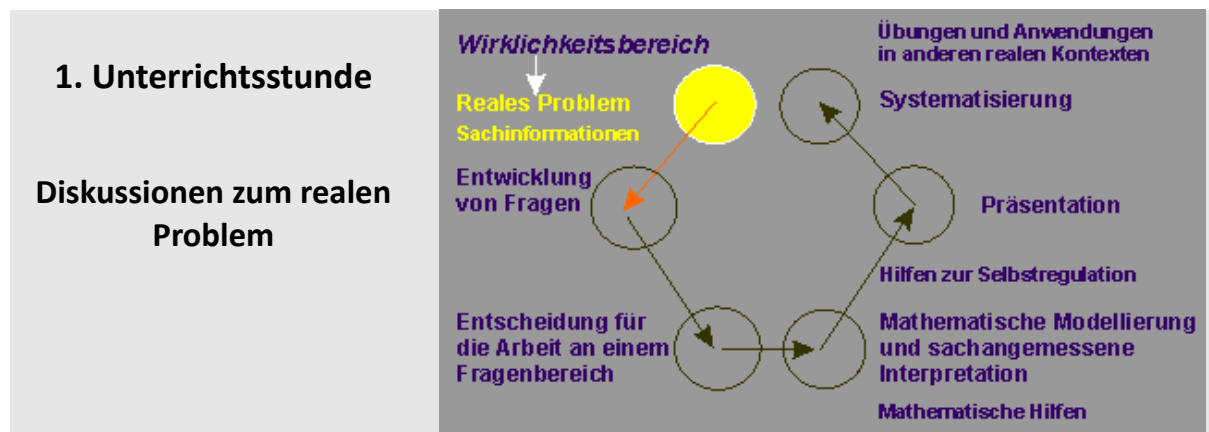 1. Unterrichtsstunde
Diskussionen zum realen
Problem
Wirklichkeitsbereich
Reales Problem
Sachinformationen
Entwicklung
von Fragen
Entscheidung für
die Arbeit an einem
Fragenbereich
Übungen und Anwendungen
in anderen realen Kontexten
Systematisierung
Präsentation
Hilfen zur Selbstregulation
Mathematische Modellierung
und sachangemessene
Interpretation
Mathematische Hilfen